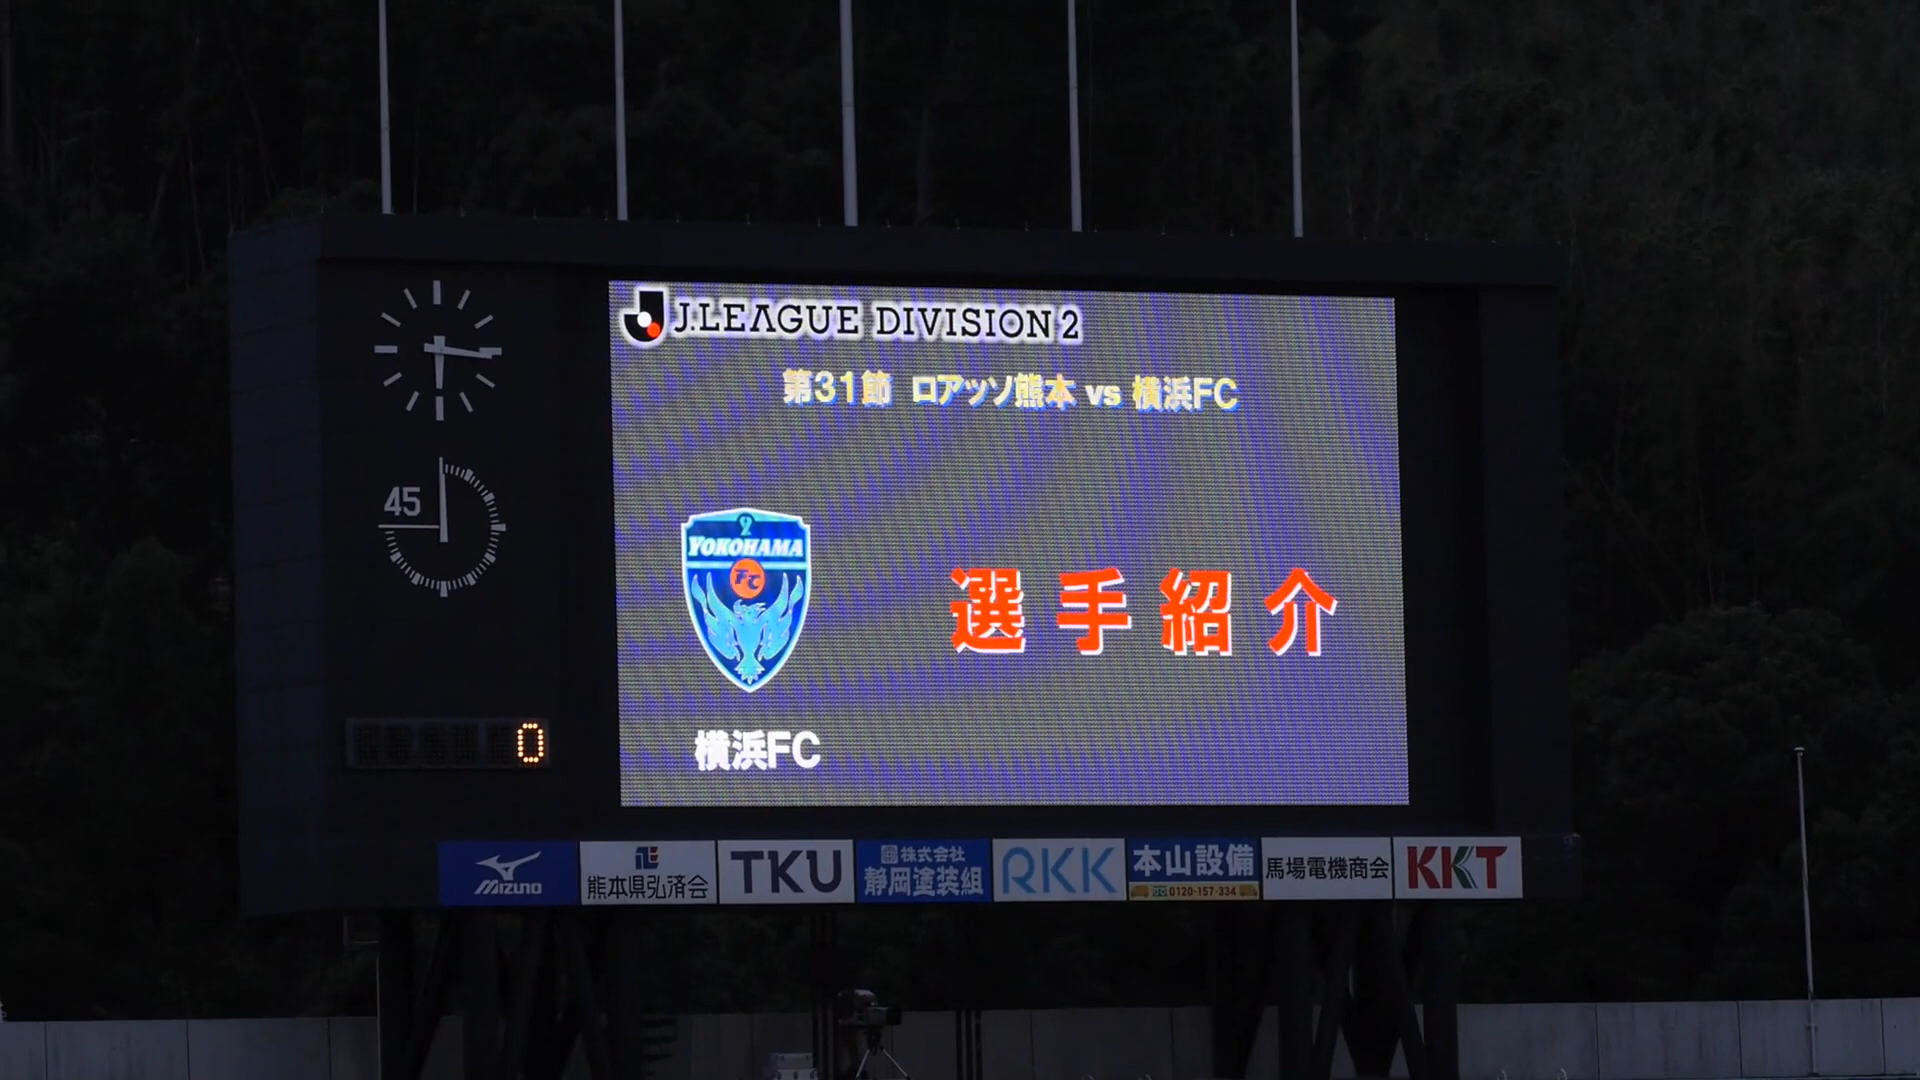 J.LEAGUE DIVISION 2
第31節 ロアッソ熊本 vs 横浜FC
YOKOHAMA
FC
選手紹介
横浜FC
45
0
MIZUNO
熊本県弘済会
TKU
株式会社
静岡塗装組
RKK
本山設備
0120-157-334
馬場電機商会
KKT